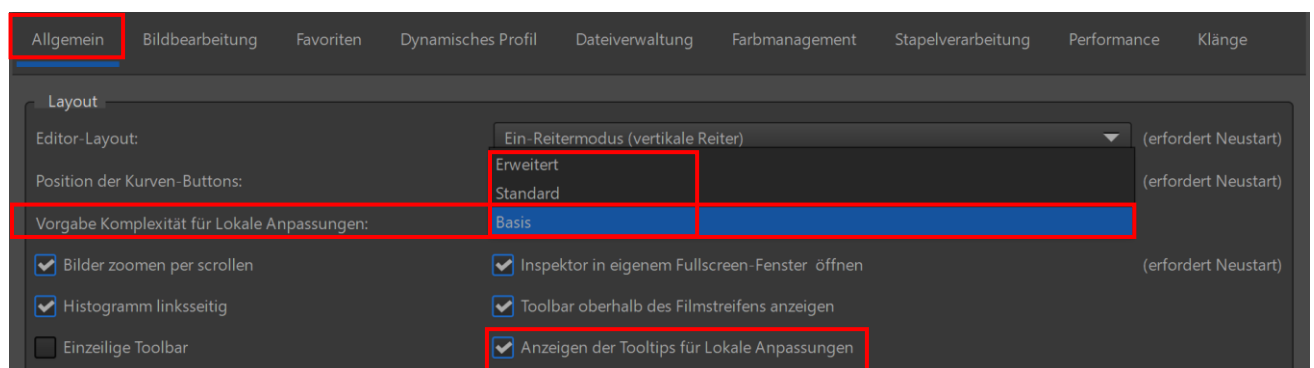 Allgemein Bildbearbeitung Favoriten Dynamisches Profil Dateiverwaltung Farbmanagement Stapelverarbeitung Performance Klänge
Layout
Editor-Layout: Ein-Reitermodus (vertikale Reiter) (erfordert Neustart)
Erweitert
Position der Kurven-Buttons: (erfordert Neustart)
Standard
Vorgabe Komplexität für Lokale Anpassungen: Basis
Bilder zoomen per scrollen Inspektor in eigenem Fullscreen-Fenster öffnen (erfordert Neustart)
Histogramm linksseitig Toolbar oberhalb des Filmstreifens anzeigen
Einzeilige Toolbar Anzeigen der Tooltips für Lokale Anpassungen